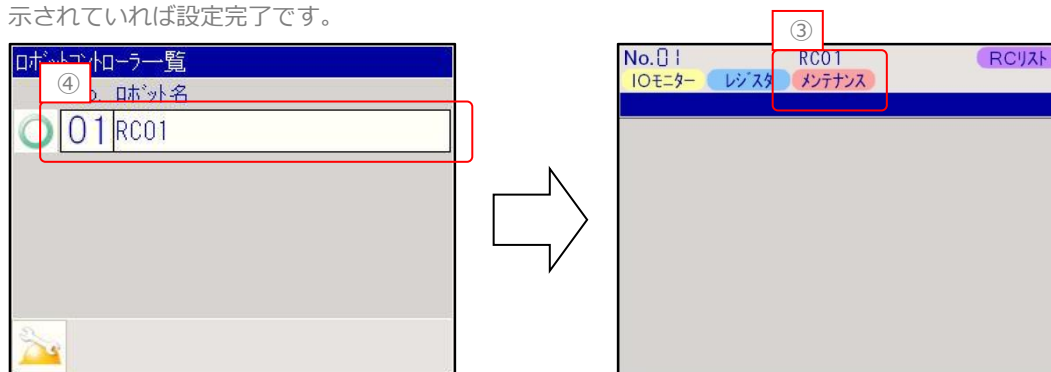 示されていれば設定完了です。
ロボットコントローラー一覧
④
ロボット名
01 RC01
③
No.01 RC01 RCリスト
IOモニター レジスタ メンテナンス